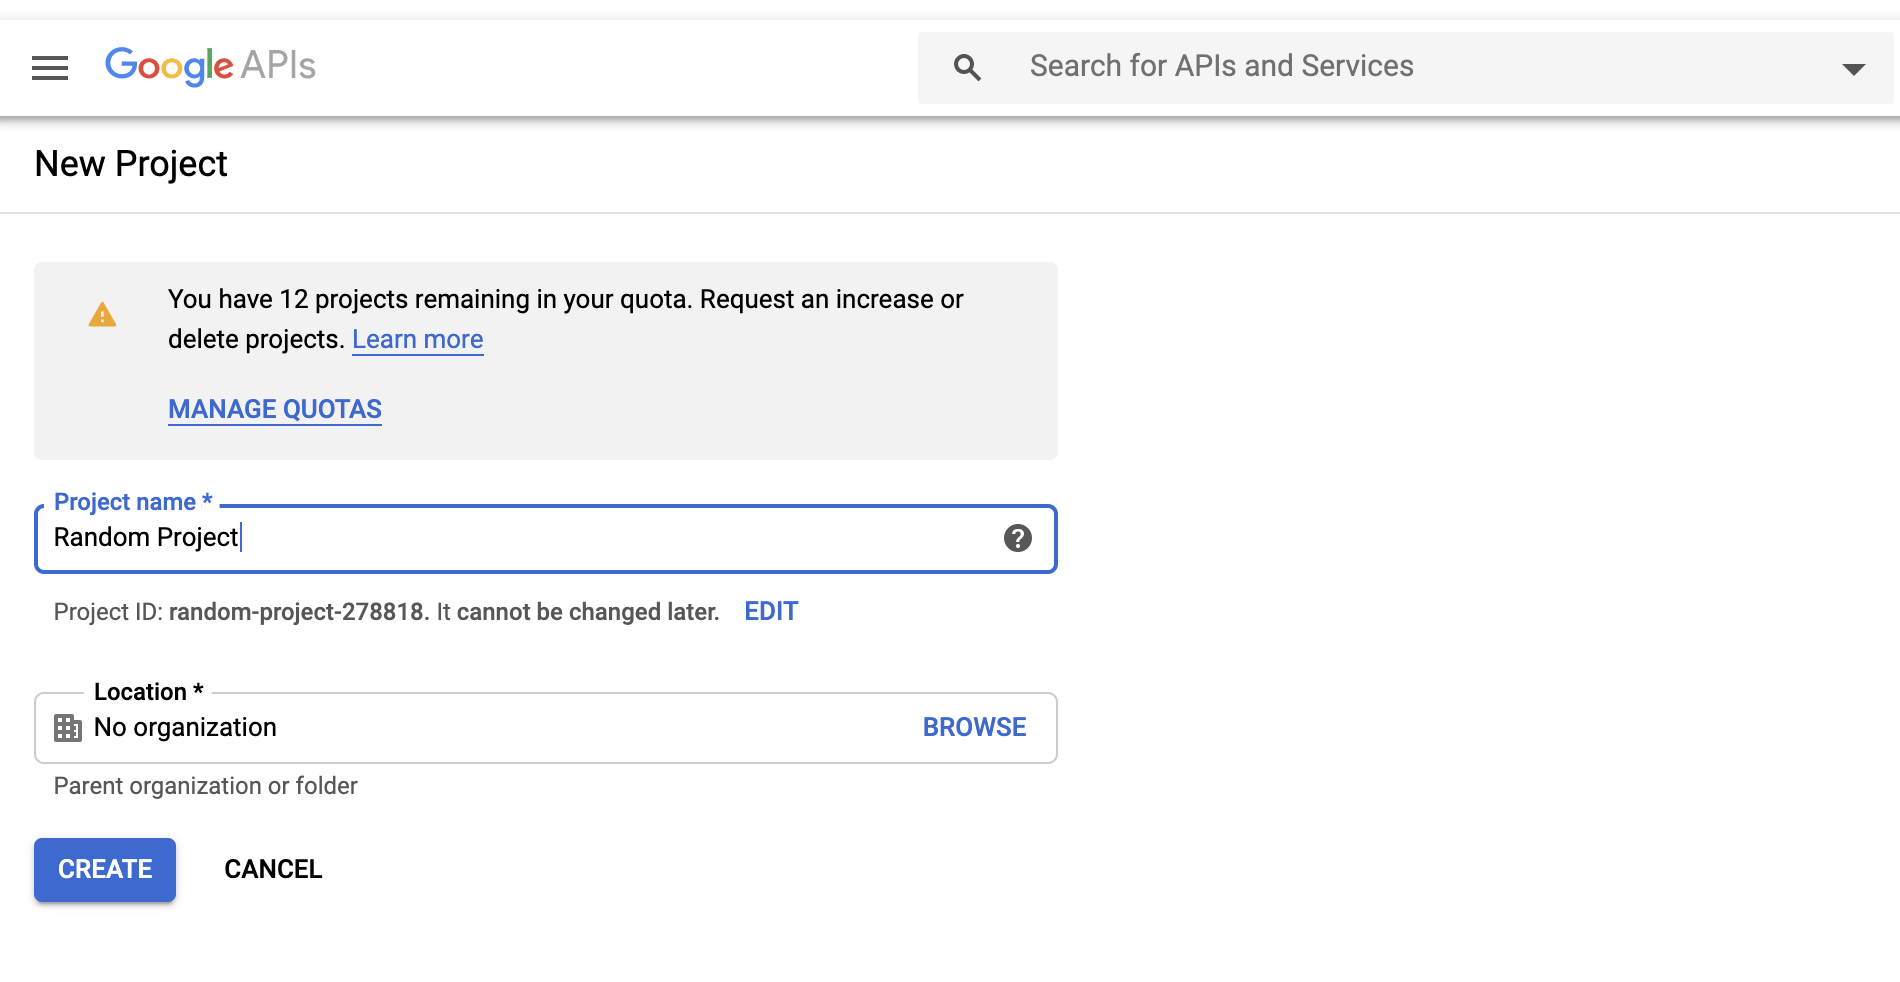 Google APIs
Search for APIs and Services
New Project
You have 12 projects remaining in your quota. Request an increase or
delete projects. Learn more
MANAGE QUOTAS
Project name *
Random Project
Project ID: random-project-278818. It cannot be changed later. EDIT
Location *
No organization BROWSE
Parent organization or folder
CREATE CANCEL